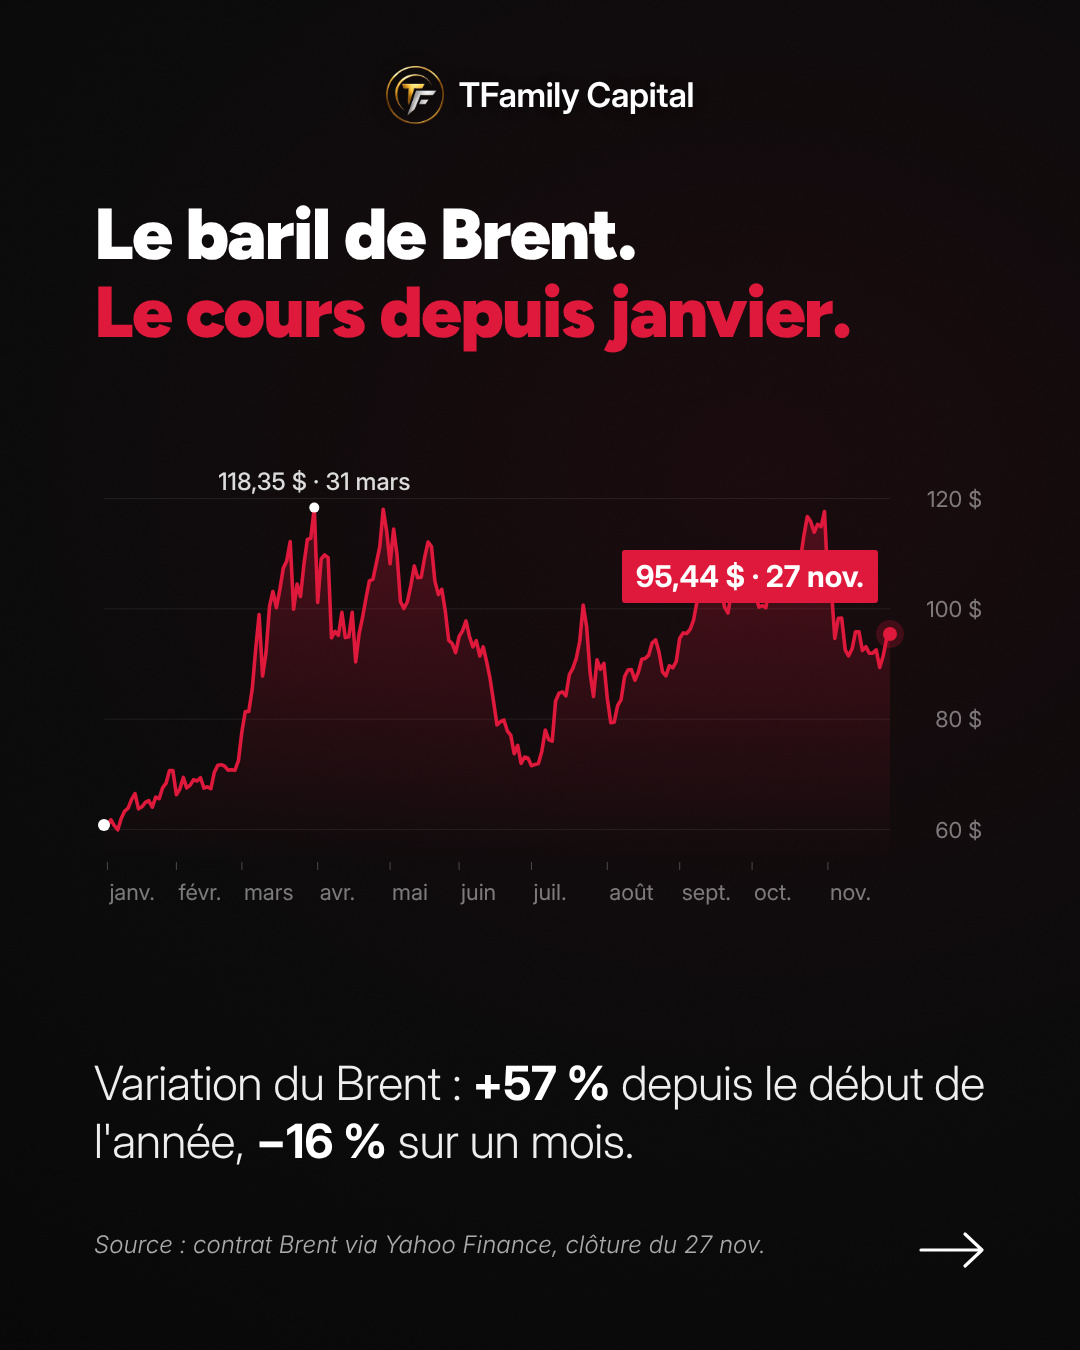 TF TFamily Capital
Le baril de Brent.
Le cours depuis janvier.
118,35 $ · 31 mars
120 $
95,44 $ · 27 nov.
100 $
80 $
60 $
janv. févr. mars avr. mai juin juil. août sept. oct. nov.
Variation du Brent : +57 % depuis le début de
l'année, −16 % sur un mois.
Source : contrat Brent via Yahoo Finance, clôture du 27 nov.